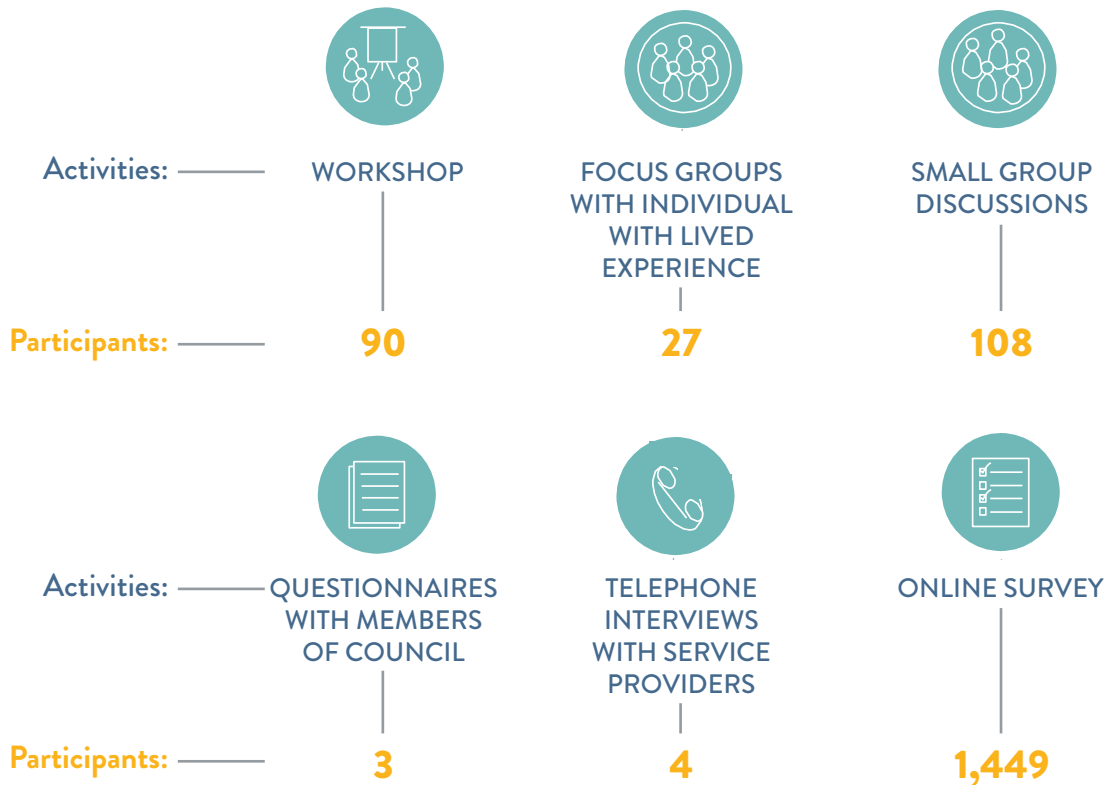 Activities:
WORKSHOP
FOCUS GROUPS
WITH INDIVIDUAL
WITH LIVED
EXPERIENCE
SMALL GROUP
DISCUSSIONS
Participants:
90
27
108
Activities:
QUESTIONNAIRES
WITH MEMBERS
OF COUNCIL
TELEPHONE
INTERVIEWS
WITH SERVICE
PROVIDERS
ONLINE SURVEY
Participants:
3
4
1,449